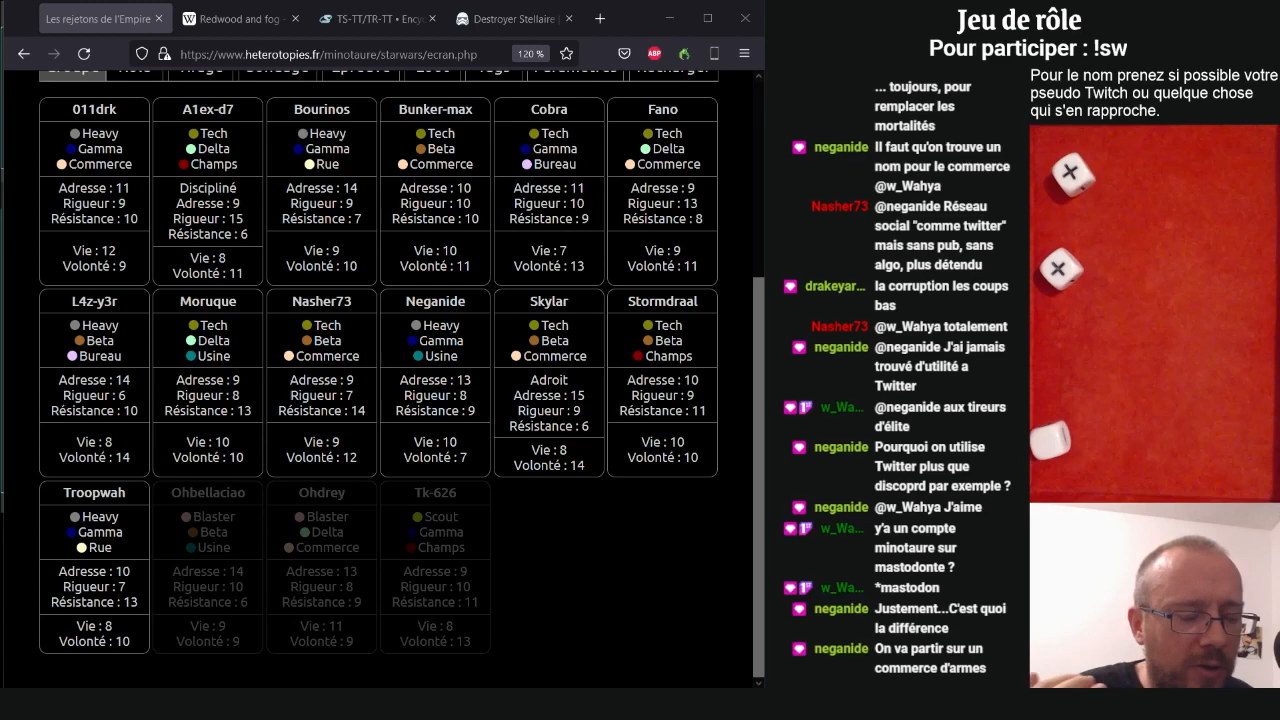 Les rejetons de l'Empire
Redwood and fog -
TS-TT/TR-TT • Ency
Destroyer Stellaire |
https://www.heterotopies.fr/minotaure/starwars/ecran.php
120 %
ABP
011drk
Heavy
Gamma
Commerce
Adresse : 11
Rigueur : 9
Résistance : 10
Vie : 12
Volonté : 9
A1ex-d7
Tech
Delta
Champs
Discipliné
Adresse : 9
Rigueur : 15
Résistance : 6
Vie : 8
Volonté : 11
Bourinos
Heavy
Gamma
Rue
Adresse : 14
Rigueur : 9
Résistance : 7
Vie : 9
Volonté : 10
Bunker-max
Tech
Beta
Commerce
Adresse : 10
Rigueur : 10
Résistance : 10
Vie : 10
Volonté : 11
Cobra
Tech
Gamma
Bureau
Adresse : 11
Rigueur : 10
Résistance : 9
Vie : 7
Volonté : 13
Fano
Tech
Delta
Commerce
Adresse : 9
Rigueur : 13
Résistance : 8
Vie : 9
Volonté : 11
L4z-y3r
Heavy
Beta
Bureau
Adresse : 14
Rigueur : 6
Résistance : 10
Vie : 8
Volonté : 14
Moruque
Tech
Delta
Usine
Adresse : 9
Rigueur : 8
Résistance : 13
Vie : 10
Volonté : 10
Nasher73
Tech
Beta
Commerce
Adresse : 9
Rigueur : 7
Résistance : 14
Vie : 9
Volonté : 12
Neganide
Heavy
Gamma
Usine
Adresse : 13
Rigueur : 8
Résistance : 9
Vie : 10
Volonté : 7
Skylar
Tech
Beta
Commerce
Adroit
Adresse : 15
Rigueur : 9
Résistance : 6
Vie : 8
Volonté : 14
Stormdraal
Tech
Beta
Champs
Adresse : 10
Rigueur : 9
Résistance : 11
Vie : 10
Volonté : 10
Troopwah
Heavy
Gamma
Rue
Adresse : 10
Rigueur : 7
Résistance : 13
Vie : 8
Volonté : 10
Ohbellaciao
Blaster
Beta
Usine
Adresse : 14
Rigueur : 10
Résistance : 6
Vie : 9
Volonté : 9
Ohdrey
Blaster
Delta
Commerce
Adresse : 13
Rigueur : 8
Résistance : 9
Vie : 11
Volonté : 9
Tk-626
Scout
Gamma
Champs
Adresse : 9
Rigueur : 10
Résistance : 11
Vie : 8
Volonté : 13
Jeu de rôle
Pour participer : !sw
... toujours, pour
remplacer les
mortalités
neganide Il faut qu'on trouve un
nom pour le commerce
@w_Wahya
Nasher73 @neganide Réseau
social "comme twitter"
mais sans pub, sans
algo, plus détendu
drakeyar... la corruption les coups
bas
Nasher73 @w_Wahya totalement
neganide @neganide J'ai jamais
trouvé d'utilité a
Twitter
w_Wa... @neganide aux tireurs
d'élite
neganide Pourquoi on utilise
Twitter plus que
discoprd par exemple ?
neganide @w_Wahya J'aime
w_Wa... y'a un compte
minotaure sur
mastodonte ?
w_Wa... *mastodon
neganide Justement...C'est quoi
la différence
neganide On va partir sur un
commerce d'armes
Pour le nom prenez si possible votre
pseudo Twitch ou quelque chose
qui s'en rapproche.